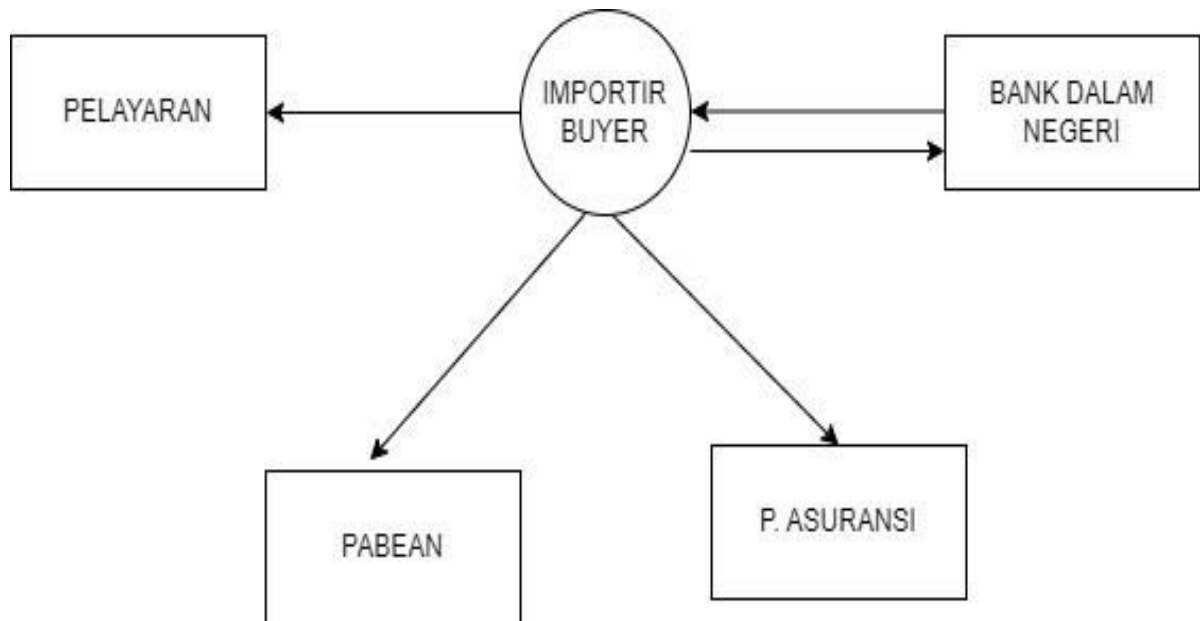 PELAYARAN
IMPORTIR
BUYER
BANK DALAM
NEGERI
PABEAN
P. ASURANSI